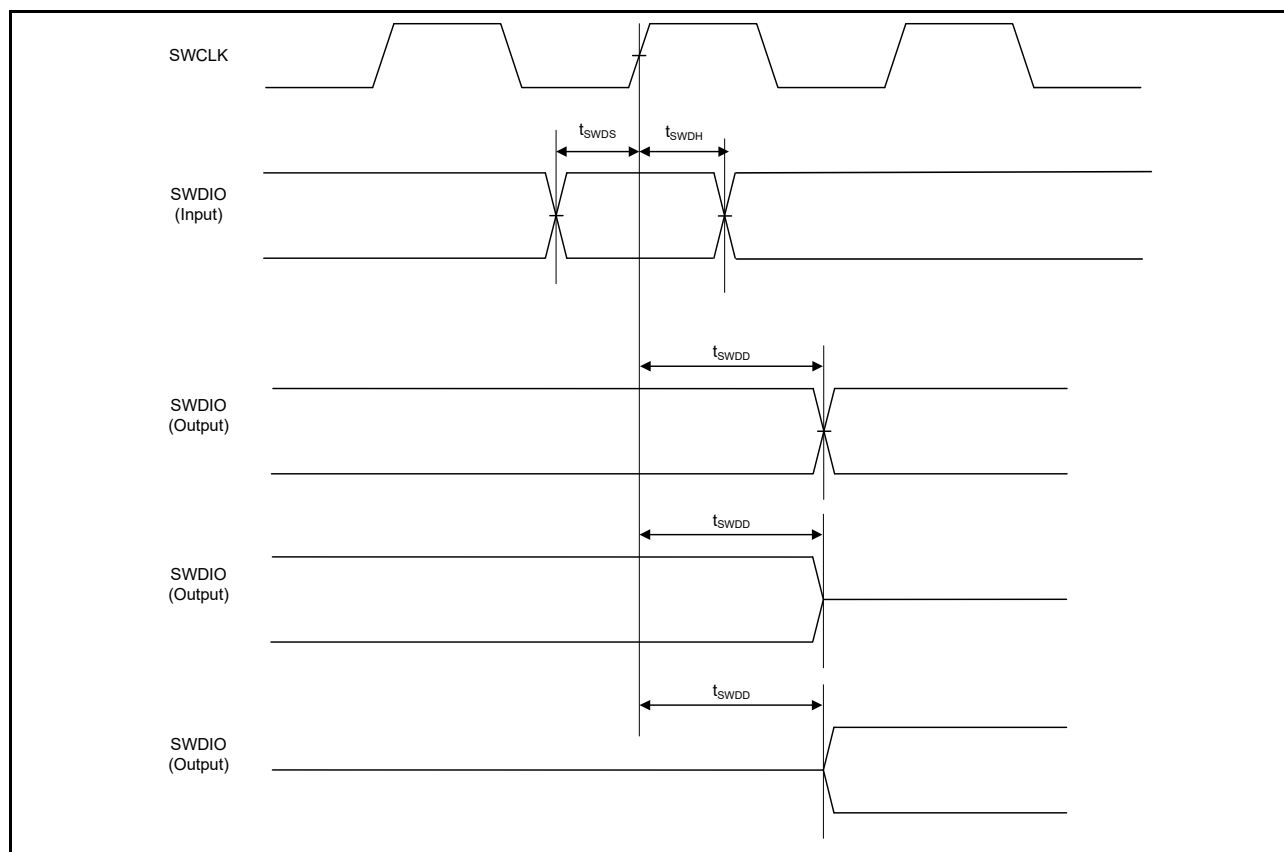 SWCLK
tSWDS
tSWDH
SWDIO
(Input)
tSWDD
SWDIO
(Output)
tSWDD
SWDIO
(Output)
tSWDD
SWDIO
(Output)